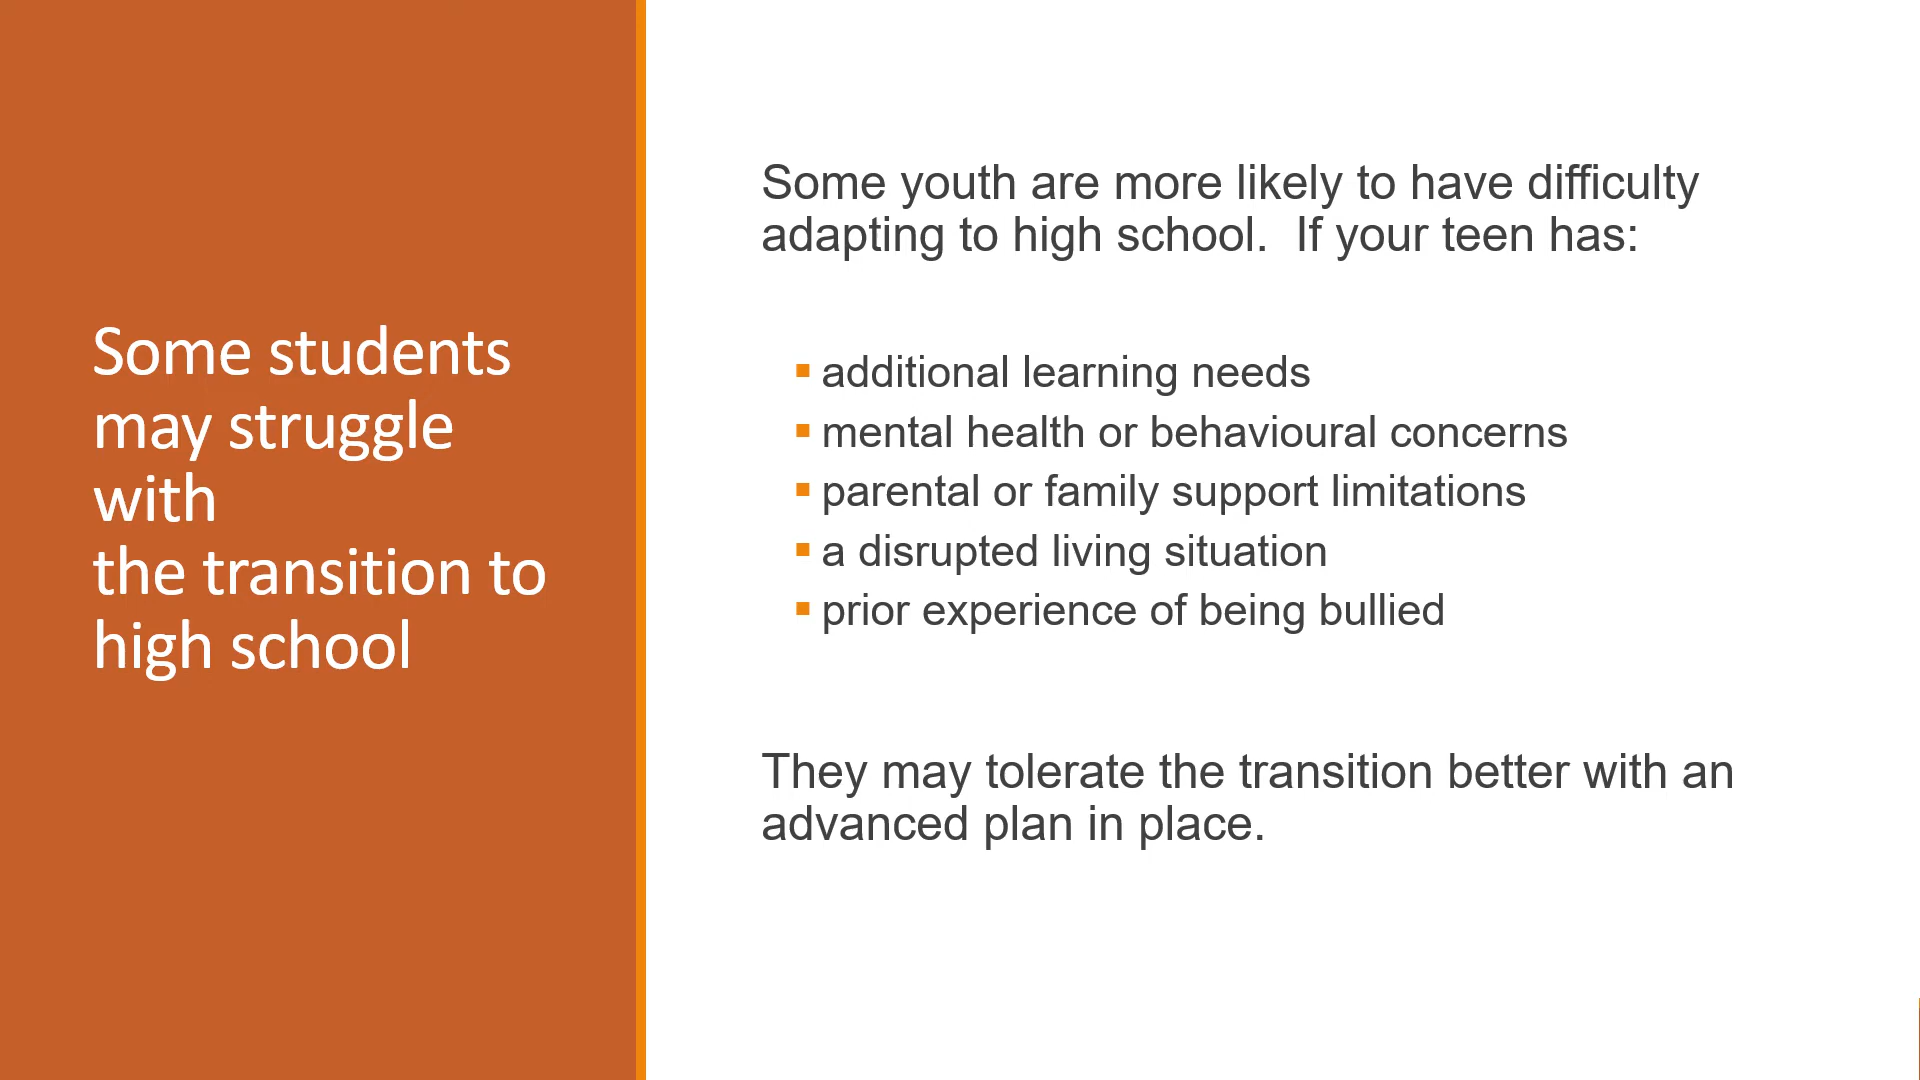 Some students
may struggle
with
the transition to
high school
Some youth are more likely to have difficulty
adapting to high school.  If your teen has:
▪ additional learning needs
▪ mental health or behavioural concerns
▪ parental or family support limitations
▪ a disrupted living situation
▪ prior experience of being bullied
They may tolerate the transition better with an
advanced plan in place.